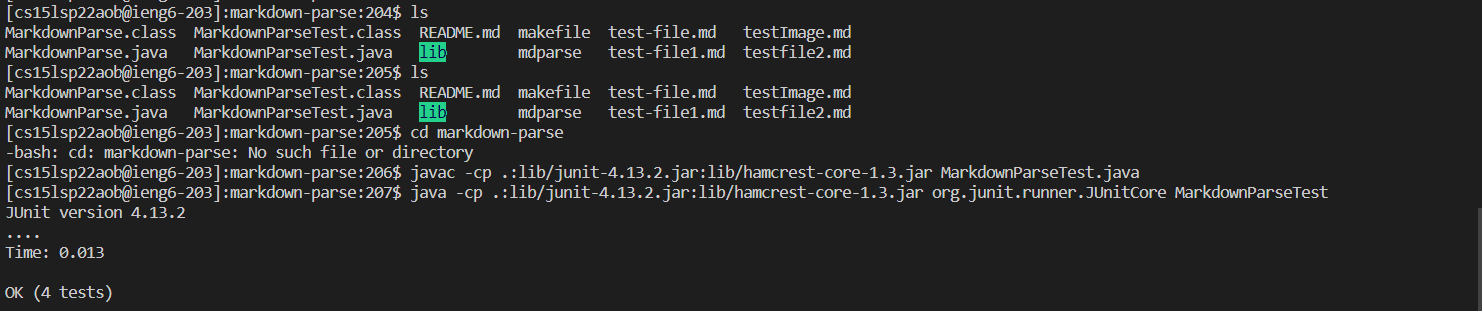 [cs15lsp22aob@ieng6-203]:markdown-parse:204$ ls
MarkdownParse.class  MarkdownParseTest.class  README.md  makefile  test-file.md   testImage.md
MarkdownParse.java   MarkdownParseTest.java   lib        mdparse   test-file1.md  testfile2.md
[cs15lsp22aob@ieng6-203]:markdown-parse:205$ ls
MarkdownParse.class  MarkdownParseTest.class  README.md  makefile  test-file.md   testImage.md
MarkdownParse.java   MarkdownParseTest.java   lib        mdparse   test-file1.md  testfile2.md
[cs15lsp22aob@ieng6-203]:markdown-parse:205$ cd markdown-parse
-bash: cd: markdown-parse: No such file or directory
[cs15lsp22aob@ieng6-203]:markdown-parse:206$ javac -cp .:lib/junit-4.13.2.jar:lib/hamcrest-core-1.3.jar MarkdownParseTest.java
[cs15lsp22aob@ieng6-203]:markdown-parse:207$ java -cp .:lib/junit-4.13.2.jar:lib/hamcrest-core-1.3.jar org.junit.runner.JUnitCore MarkdownParseTest
JUnit version 4.13.2
....
Time: 0.013
OK (4 tests)